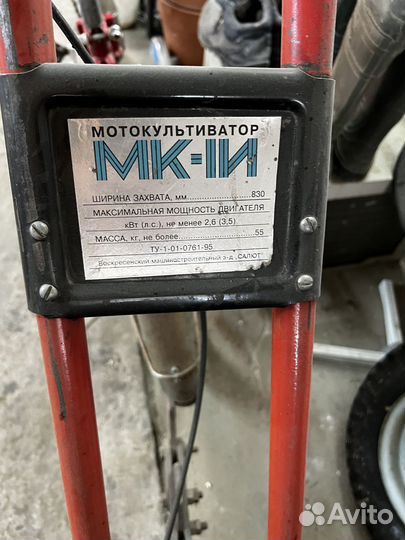 МОТОКУЛЬТИВАТОР
МК-1И
ШИРИНА ЗАХВАТА, мм......................830
МАКСИМАЛЬНАЯ МОЩНОСТЬ ДВИГАТЕЛЯ
кВт (л.с.), не менее 2,6 (3,5)
МАССА, кг, не более......................55
ТУ-1-01-0761-95
Воскресенский машиностроительный з-д „САЛЮТ"
Avito